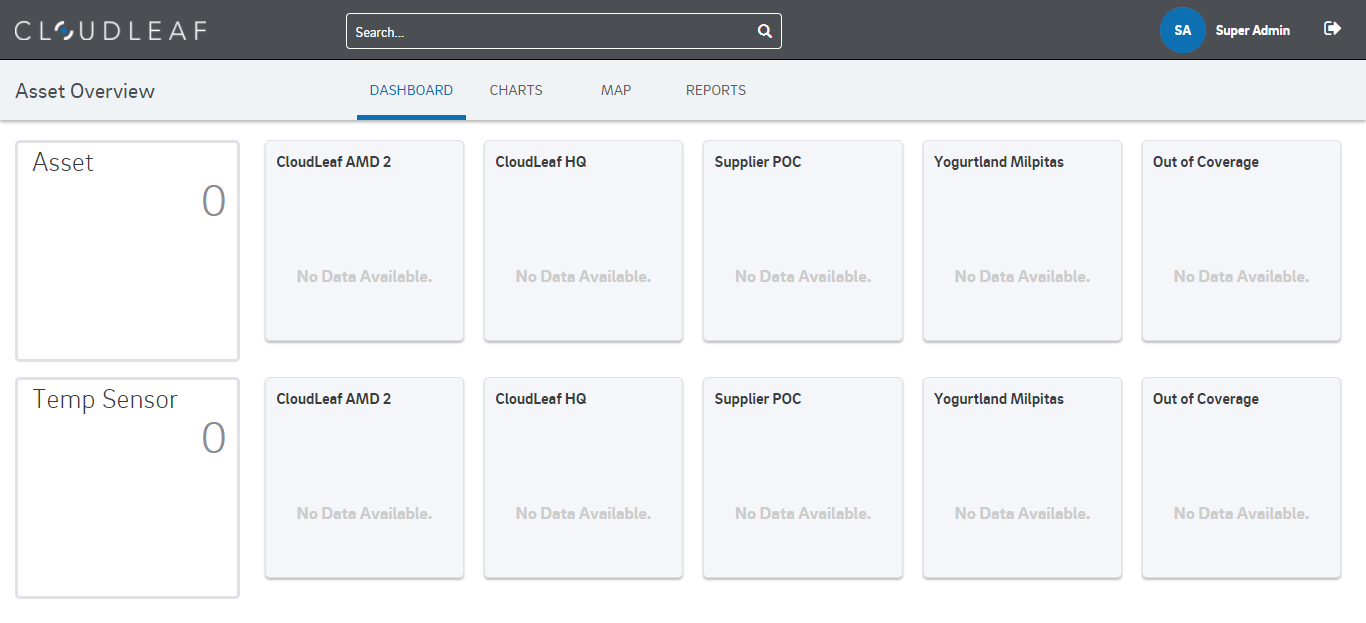 CLOUDLEAF
Search...
SA
Super Admin
Asset Overview
DASHBOARD
CHARTS
MAP
REPORTS
Asset
0
CloudLeaf AMD 2
No Data Available.
CloudLeaf HQ
No Data Available.
Supplier POC
No Data Available.
Yogurtland Milpitas
No Data Available.
Out of Coverage
No Data Available.
Temp Sensor
0
CloudLeaf AMD 2
No Data Available.
CloudLeaf HQ
No Data Available.
Supplier POC
No Data Available.
Yogurtland Milpitas
No Data Available.
Out of Coverage
No Data Available.